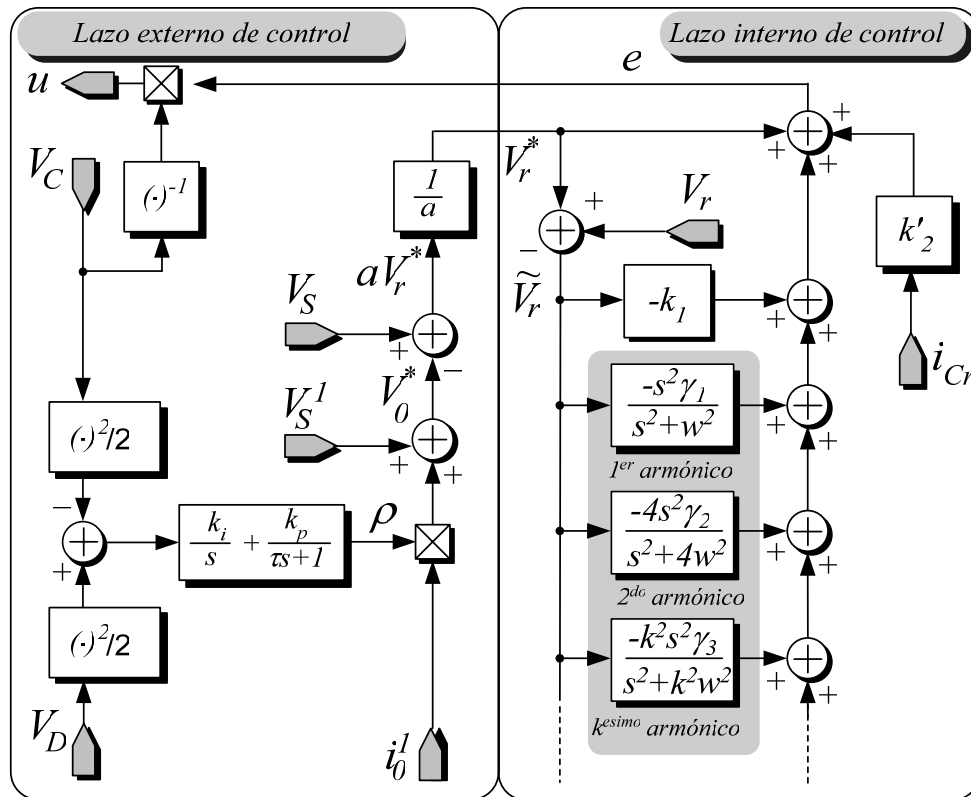 Lazo externo de control
u
V_C
(·)^-1
1/a
aV_r^*
V_S
V_0^*
V_S^1
(·)^2/2
−
+
k_i/s + k_p/(τs+1)
ρ
(·)^2/2
V_D
i_0^1
+
−
+
+
Lazo interno de control
e
+
+
+
+
V_r^*
V_r
+
−
Ṽ_r
k'_2
i_Cr
-k_1
+
+
-s^2γ_1/(s^2+w^2)
+
+
1^er armónico
-4s^2γ_2/(s^2+4w^2)
+
+
2^do armónico
-k^2s^2γ_3/(s^2+k^2w^2)
+
+
k^esimo armónico